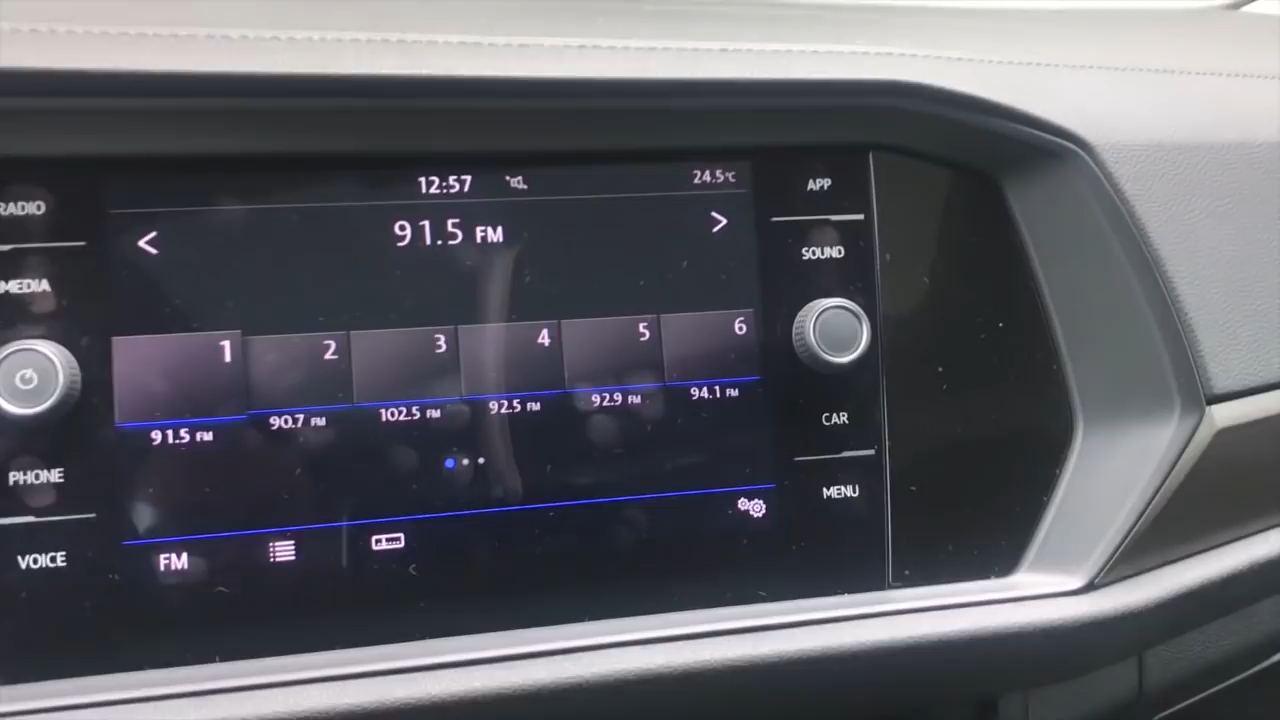 12:57
24.5°C
91.5 FM
1
2
3
4
5
6
91.5 FM
90.7 FM
102.5 FM
92.5 FM
92.9 FM
94.1 FM
FM
RADIO
MEDIA
PHONE
VOICE
APP
SOUND
CAR
MENU